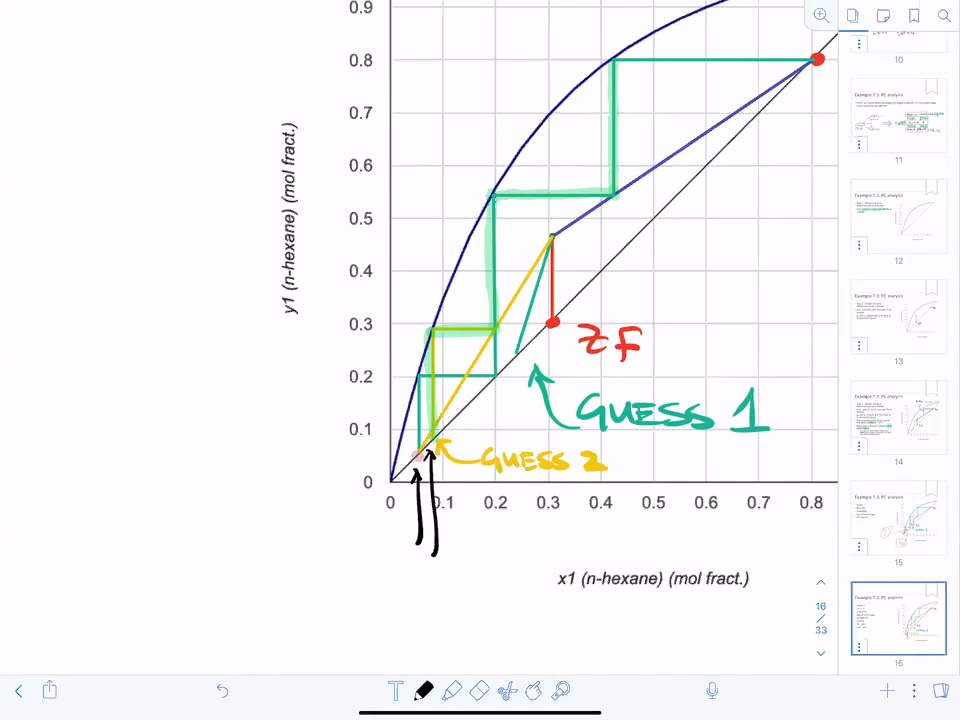 0.9
0.8
0.7
0.6
0.5
0.4
0.3
0.2
0.1
0
0 0.1 0.2 0.3 0.4 0.5 0.6 0.7 0.8
y1 (n-hexane) (mol fract.)
x1 (n-hexane) (mol fract.)
ZF
GUESS 1
GUESS 2
10
Example 7.3: PC analysis
11
Example 7.3: PC analysis
12
Example 7.3: PC analysis
13
Example 7.3: PC analysis
14
Example 7.3: PC analysis
15
Example 7.3: PC analysis
16
16
/
33
T